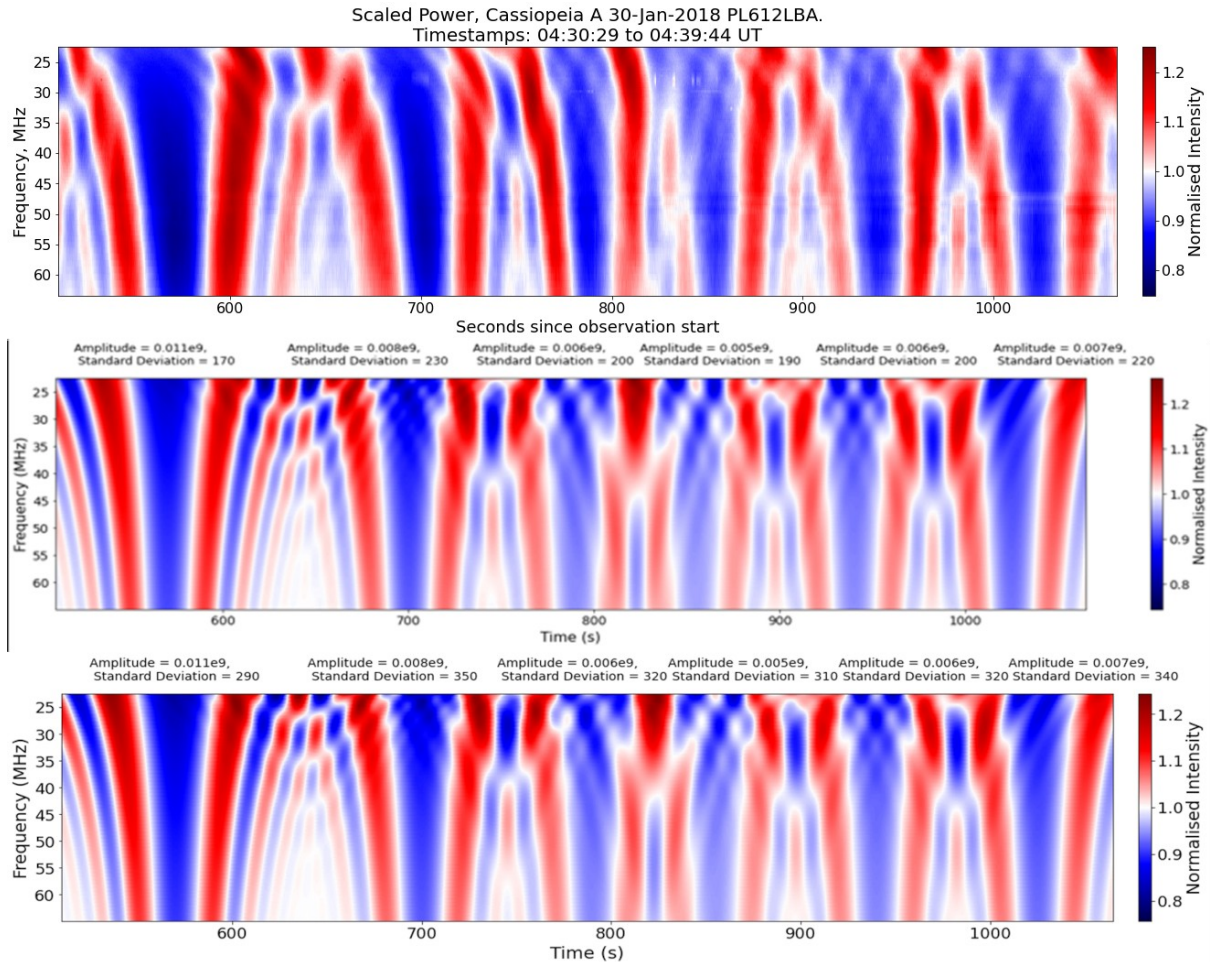 Scaled Power, Cassiopeia A 30-Jan-2018 PL612LBA.
Timestamps: 04:30:29 to 04:39:44 UT
Frequency, MHz
25
30
35
40
45
50
55
60
600 700 800 900 1000
Seconds since observation start
1.2
1.1
1.0
0.9
0.8
Normalised Intensity
Amplitude = 0.011e9, Amplitude = 0.008e9, Amplitude = 0.006e9, Amplitude = 0.005e9, Amplitude = 0.006e9, Amplitude = 0.007e9,
Standard Deviation = 170 Standard Deviation = 230 Standard Deviation = 200 Standard Deviation = 190 Standard Deviation = 200 Standard Deviation = 220
Frequency (MHz)
25
30
35
40
45
50
55
60
600 700 800 900 1000
Time (s)
1.2
1.1
1.0
0.9
0.8
Normalised Intensity
Amplitude = 0.011e9, Amplitude = 0.008e9, Amplitude = 0.006e9, Amplitude = 0.005e9, Amplitude = 0.006e9, Amplitude = 0.007e9,
Standard Deviation = 290 Standard Deviation = 350 Standard Deviation = 320 Standard Deviation = 310 Standard Deviation = 320 Standard Deviation = 340
Frequency (MHz)
25
30
35
40
45
50
55
60
600 700 800 900 1000
Time (s)
1.2
1.1
1.0
0.9
0.8
Normalised Intensity